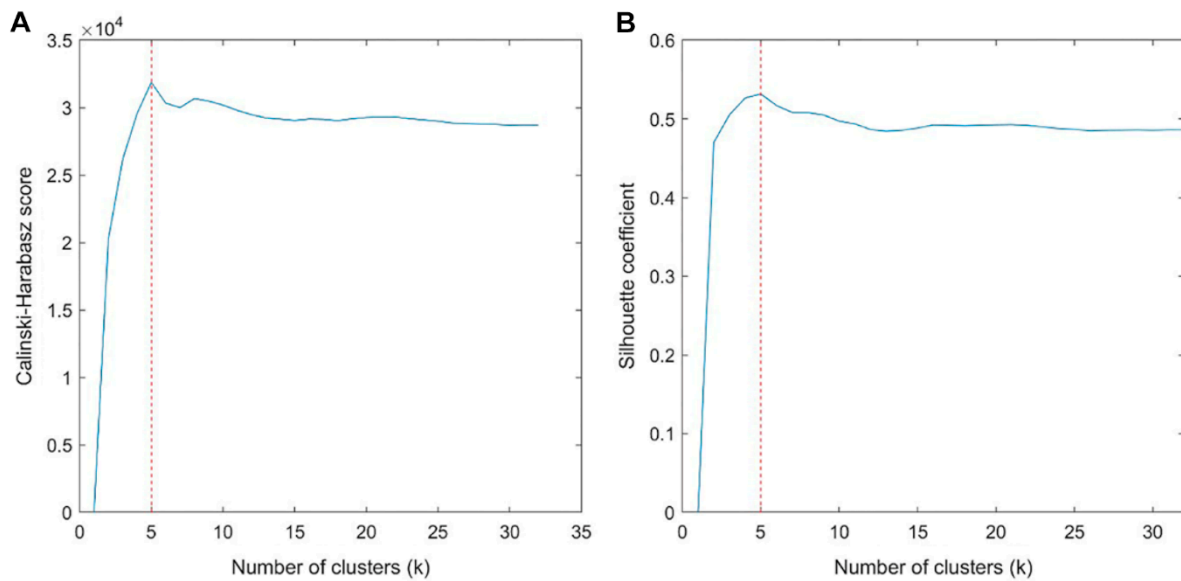 A
×10⁴
3.5
3
2.5
2
1.5
1
0.5
0
Calinski-Harabasz score
0 5 10 15 20 25 30 35
Number of clusters (k)
B
0.6
0.5
0.4
0.3
0.2
0.1
0
Silhouette coefficient
0 5 10 15 20 25 30
Number of clusters (k)